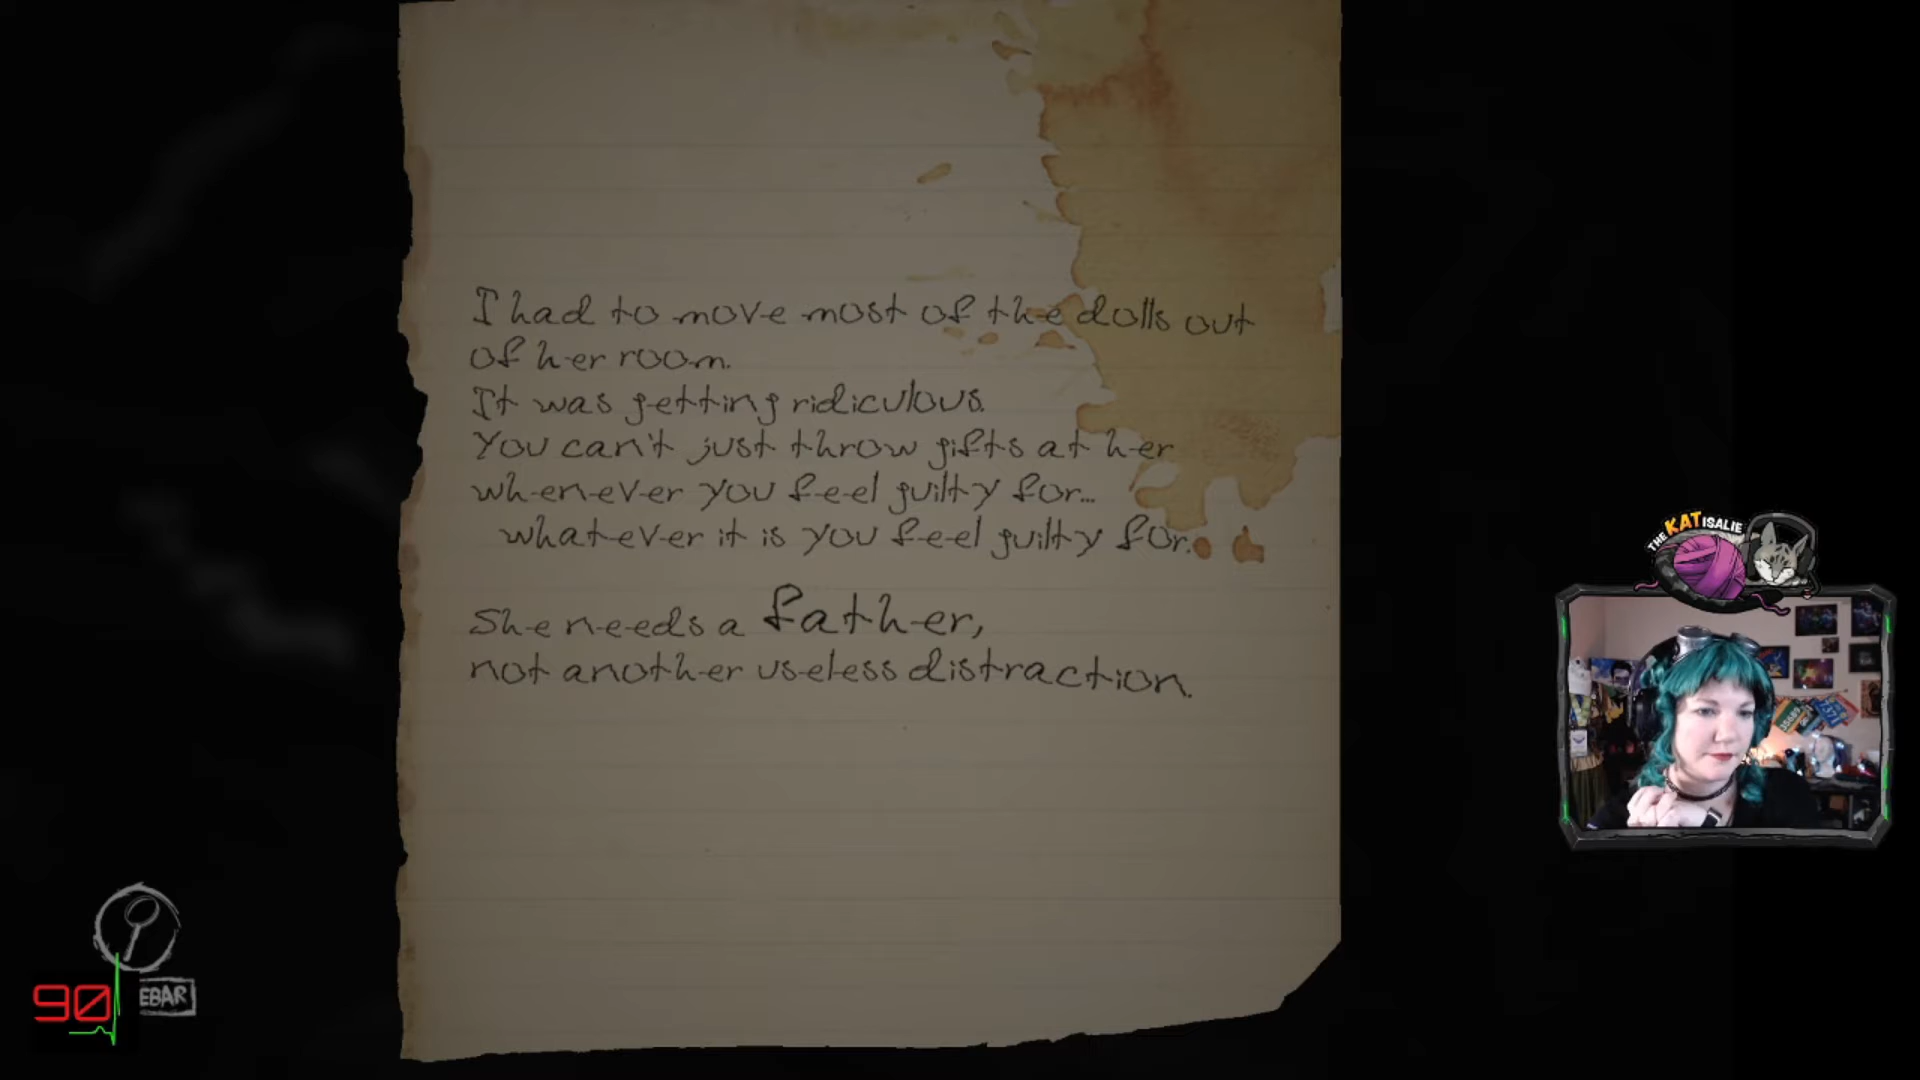 I had to move most of the dolls out
of her room.
It was getting ridiculous.
You can't just throw gifts at her
whenever you feel guilty for...
whatever it is you feel guilty for.
She needs a father,
not another useless distraction.
THE KATISALIE
90
EBAR